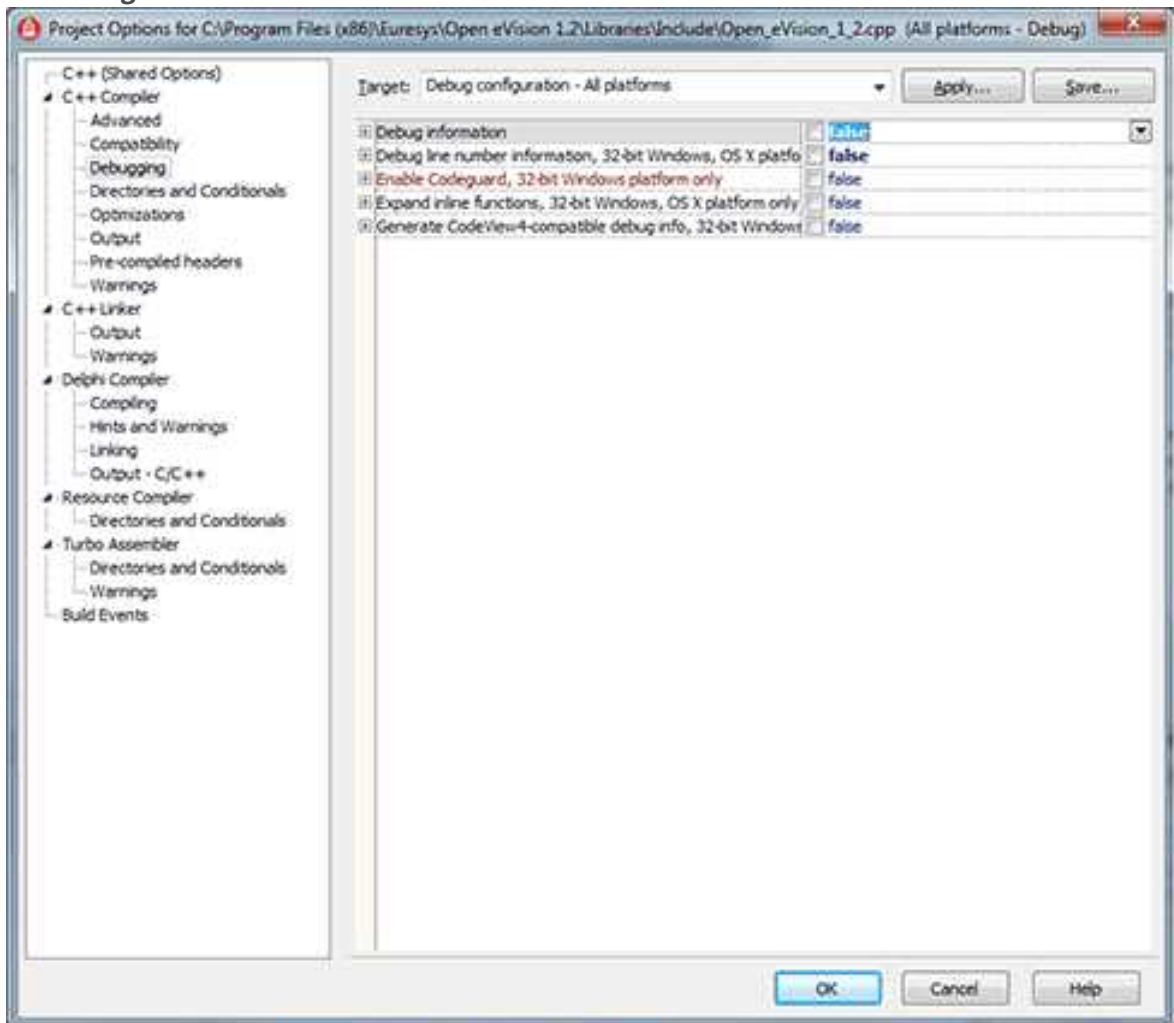 Project Options for C:\Program Files (x86)\Euresys\Open eVision 1.2\Libraries\Include\Open_eVision_1_2.cpp (All platforms - Debug)
C++ (Shared Options)
C++ Compiler
Advanced
Compatibility
Debugging
Directories and Conditionals
Optimizations
Output
Pre-compiled headers
Warnings
C++ Linker
Output
Warnings
Delphi Compiler
Compiling
Hints and Warnings
Linking
Output - C/C++
Resource Compiler
Directories and Conditionals
Turbo Assembler
Directories and Conditionals
Warnings
Build Events
Target: Debug configuration - All platforms Apply... Save...
Debug information false
Debug line number information, 32-bit Windows, OS X platfo false
Enable Codeguard, 32-bit Windows platform only false
Expand inline functions, 32-bit Windows, OS X platform only false
Generate CodeView4-compatible debug info, 32-bit Windows false
OK Cancel Help